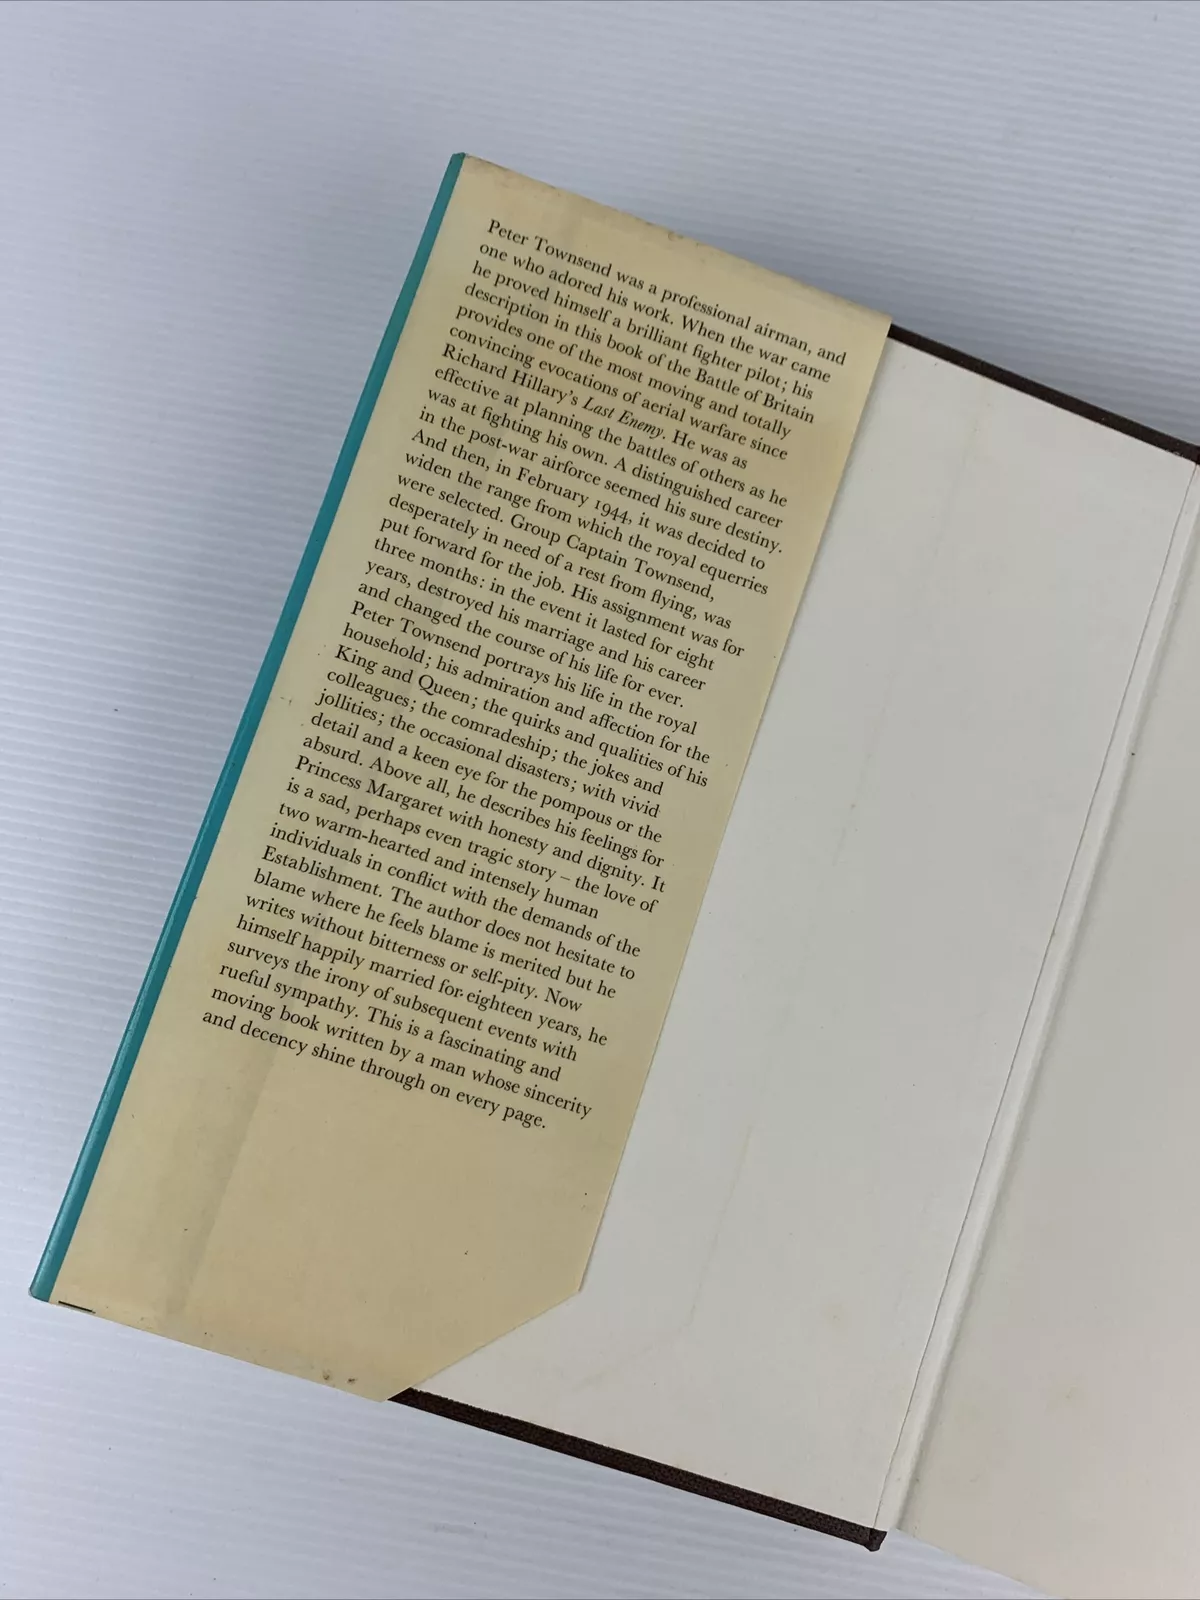 Peter Townsend was a professional airman, and
one who adored his work. When the war came
he proved himself a brilliant fighter pilot; his
description in this book of the Battle of Britain
provides one of the most moving and totally
convincing evocations of aerial warfare since
Richard Hillary's Last Enemy. He was as
effective at planning the battles of others as he
was at fighting his own. A distinguished career
in the post-war airforce seemed his sure destiny.
And then, in February 1944, it was decided to
widen the range from which the royal equerries
were selected. Group Captain Townsend,
desperately in need of a rest from flying, was
put forward for the job. His assignment was for
three months: in the event it lasted for eight
years, destroyed his marriage and his career
and changed the course of his life for ever.
Peter Townsend portrays his life in the royal
household; his admiration and affection for the
King and Queen; the quirks and qualities of his
colleagues; the comradeship; the jokes and
jollities; the occasional disasters; with vivid
detail and a keen eye for the pompous or the
absurd. Above all, he describes his feelings for
Princess Margaret with honesty and dignity. It
is a sad, perhaps even tragic story – the love of
two warm-hearted and intensely human
individuals in conflict with the demands of the
Establishment. The author does not hesitate to
blame where he feels blame is merited but he
writes without bitterness or self-pity. Now
himself happily married for eighteen years, he
surveys the irony of subsequent events with
rueful sympathy. This is a fascinating and
moving book written by a man whose sincerity
and decency shine through on every page.